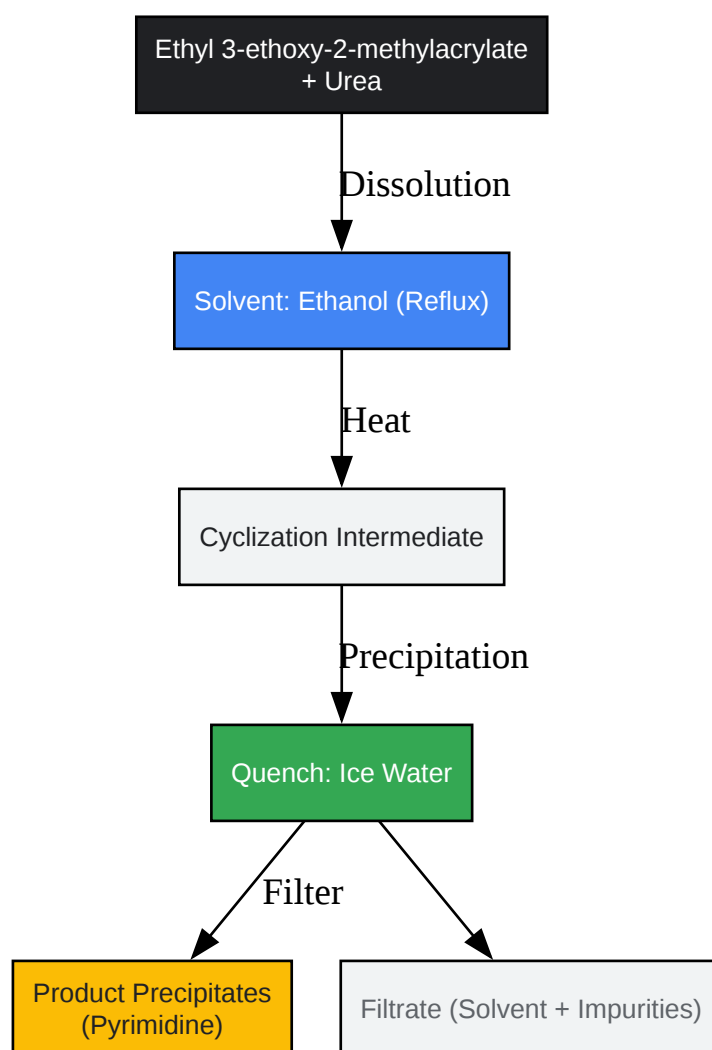 Ethyl 3-ethoxy-2-methylacrylate
+ Urea
Dissolution
Solvent: Ethanol (Reflux)
Heat
Cyclization Intermediate
Precipitation
Quench: Ice Water
Filter
Product Precipitates
(Pyrimidine)
Filtrate (Solvent + Impurities)